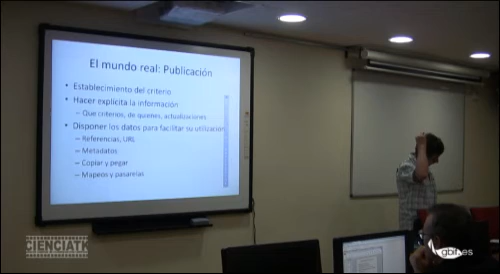 El mundo real: Publicación
• Establecimiento del criterio
• Hacer explícita la información
– Que criterios, de quienes, actualizaciones
• Disponer los datos para facilitar su utilización
– Referencias, URL
– Metadatos
– Copiar y pegar
– Mapeos y pasarelas
CIENCIATK
gbif.es